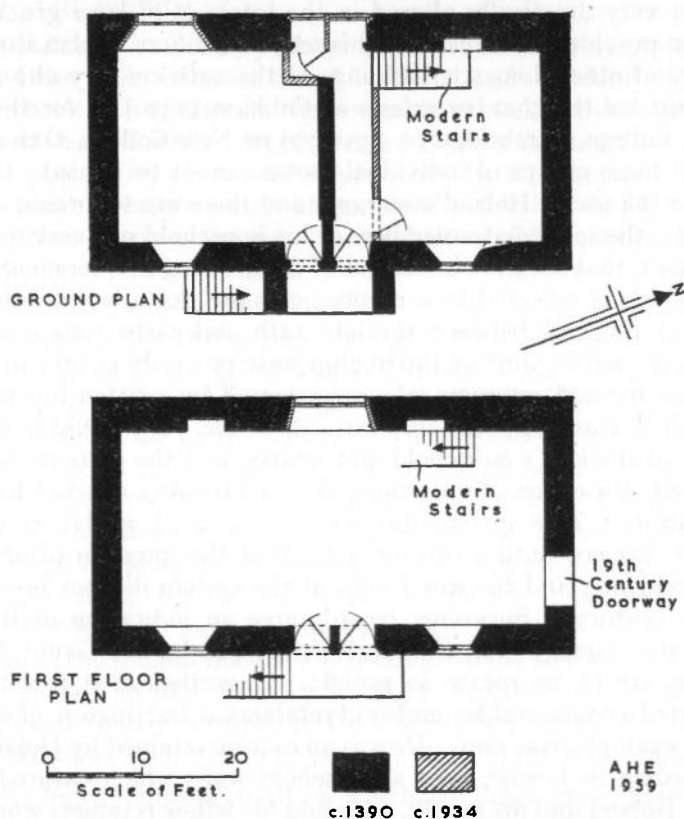 Modern
Stairs
GROUND PLAN
N
Modern
Stairs
19th
Century
Doorway
FIRST FLOOR
PLAN
0 10 20
Scale of Feet.
c.1390 c.1934
AHE
1959